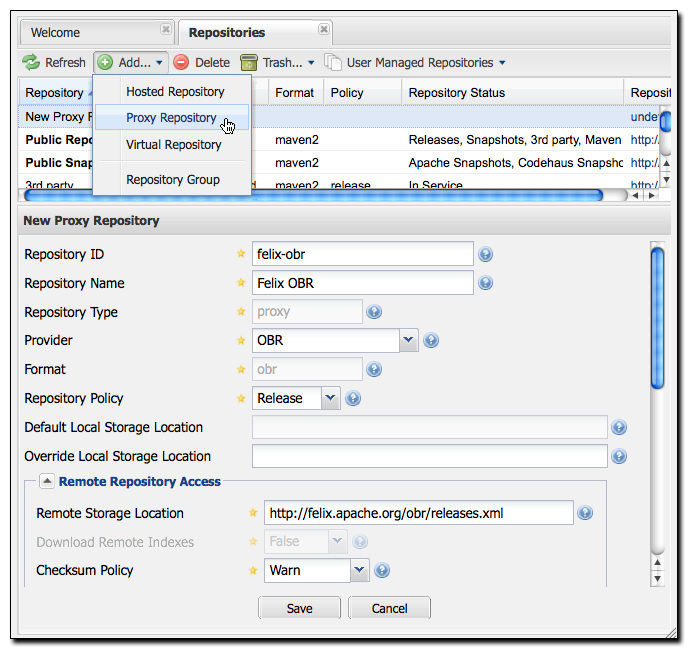 Welcome
Repositories
Refresh Add... Delete Trash... User Managed Repositories
Repository Format Policy Repository Status Reposit
Hosted Repository
New Proxy F unde
Proxy Repository
Public Repo maven2 Releases, Snapshots, 3rd party, Maven http:/
Virtual Repository
Public Snap maven2 Apache Snapshots, Codehaus Snapsho http:/
Repository Group
3rd party d maven2 release In Service http:/
New Proxy Repository
Repository ID felix-obr
Repository Name Felix OBR
Repository Type proxy
Provider OBR
Format obr
Repository Policy Release
Default Local Storage Location
Override Local Storage Location
Remote Repository Access
Remote Storage Location http://felix.apache.org/obr/releases.xml
Download Remote Indexes False
Checksum Policy Warn
Save Cancel